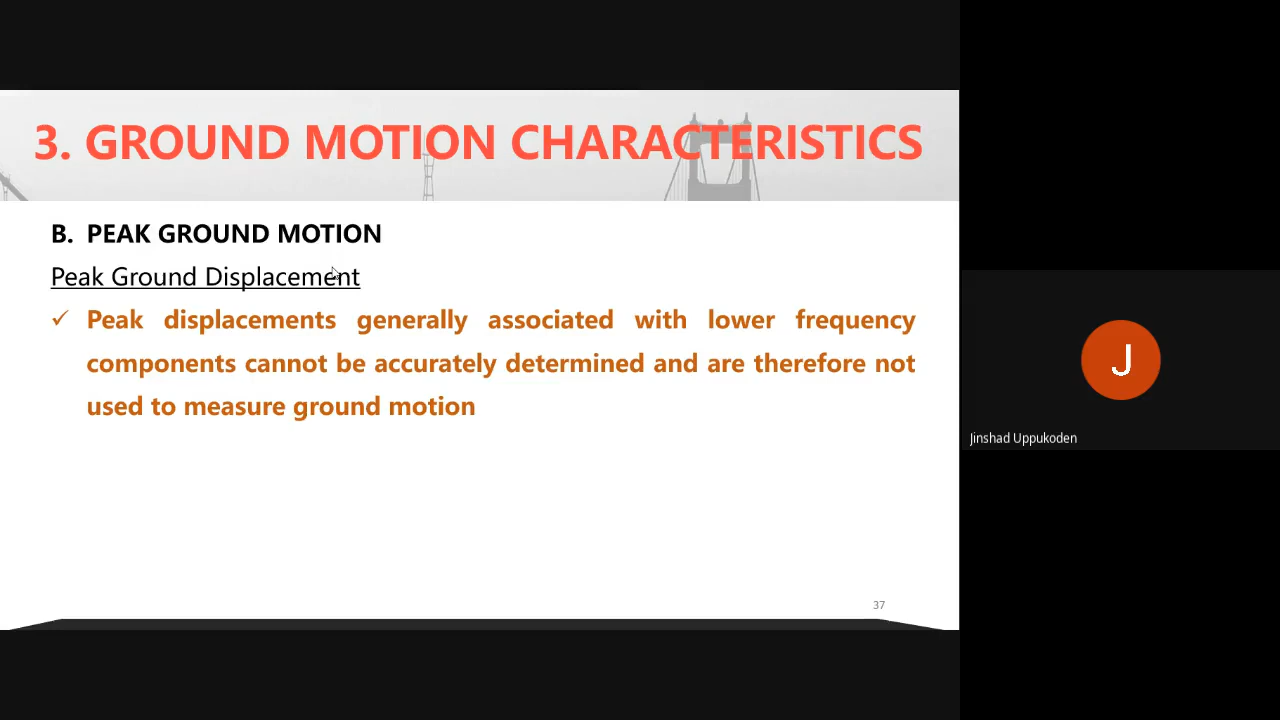 3. GROUND MOTION CHARACTERISTICS
B. PEAK GROUND MOTION
Peak Ground Displacement
✓ Peak displacements generally associated with lower frequency
components cannot be accurately determined and are therefore not
used to measure ground motion
37
J
Jinshad Uppukoden